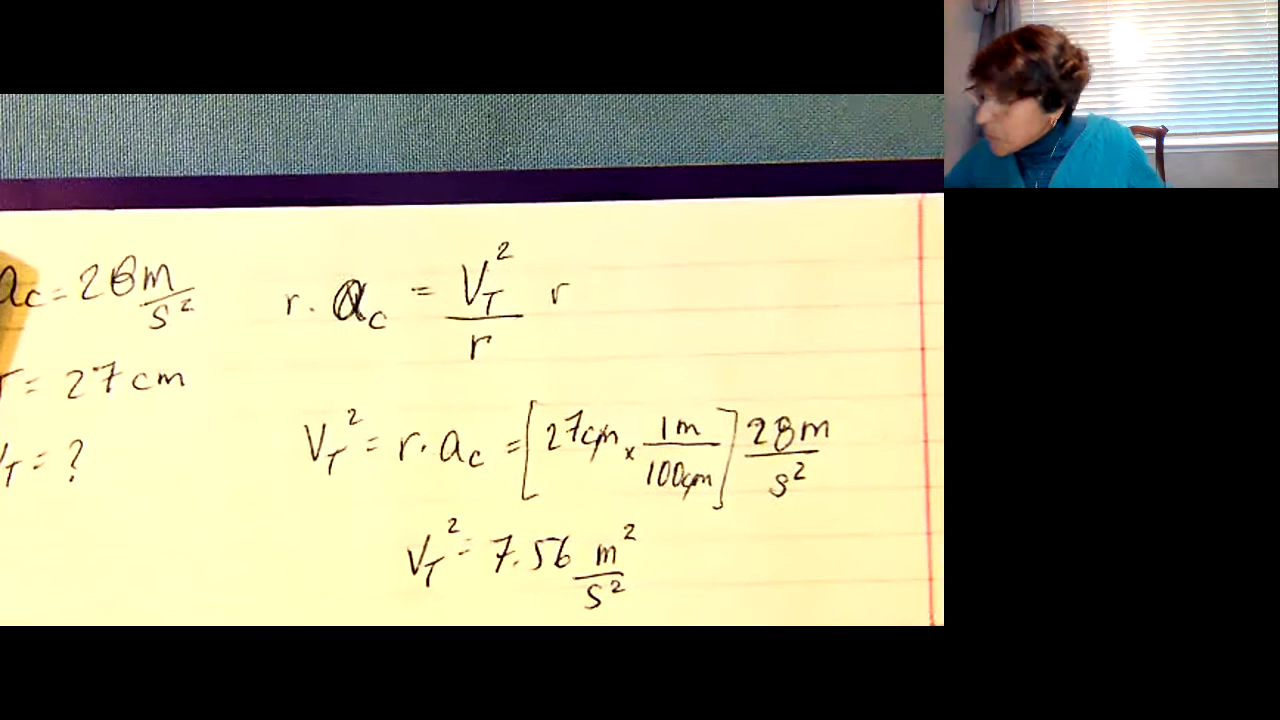 ac = 28 m/s²
r · ac = VT²/r r
r = 27 cm
VT² = r · ac = [27 cm x 1 m/100 cm] 28 m/s²
VT = ?
VT² = 7.56 m²/s²